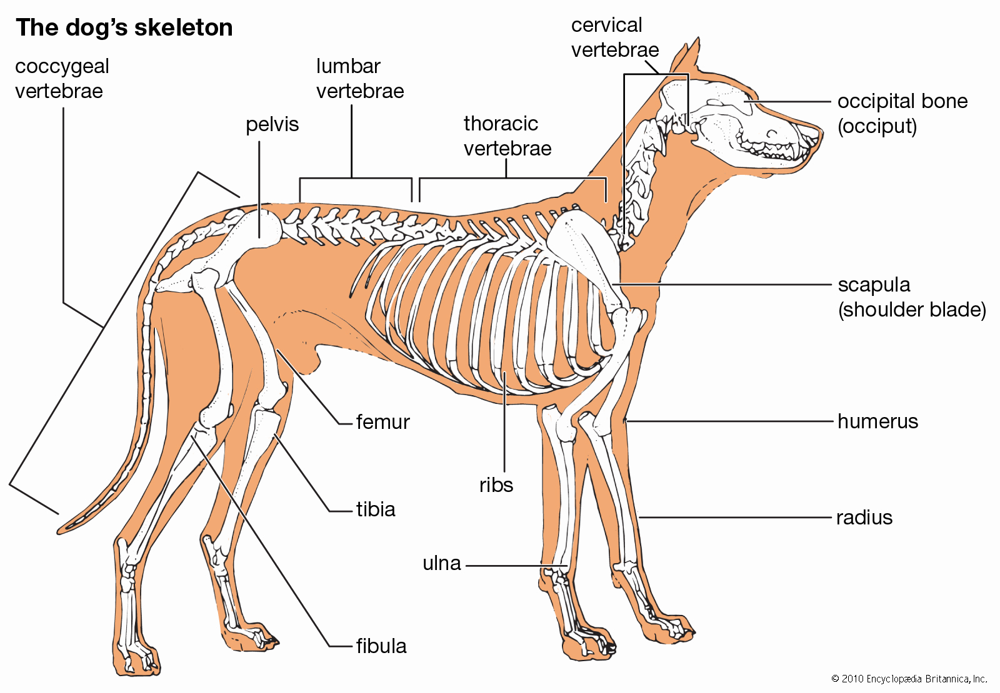 The dog's skeleton
coccygeal
vertebrae
pelvis
lumbar
vertebrae
thoracic
vertebrae
cervical
vertebrae
occipital bone
(occiput)
scapula
(shoulder blade)
humerus
radius
femur
tibia
fibula
ribs
ulna
© 2010 Encyclopædia Britannica, Inc.